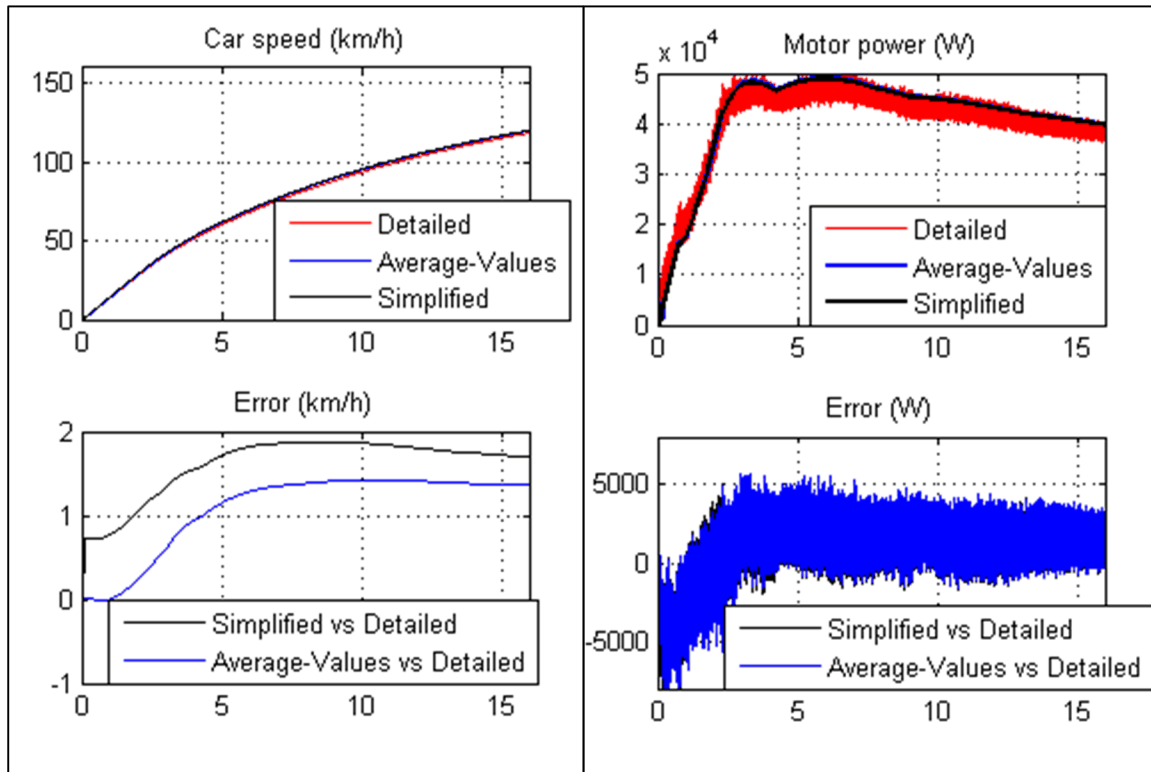 Car speed (km/h)
150
100
50
0
0 5 10 15
Detailed
Average-Values
Simplified
Motor power (W)
x 10^4
5
4
3
2
1
0
0 5 10 15
Detailed
Average-Values
Simplified
Error (km/h)
2
1
0
-1
0 5 10 15
Simplified vs Detailed
Average-Values vs Detailed
Error (W)
5000
0
-5000
0 5 10 15
Simplified vs Detailed
Average-Values vs Detailed